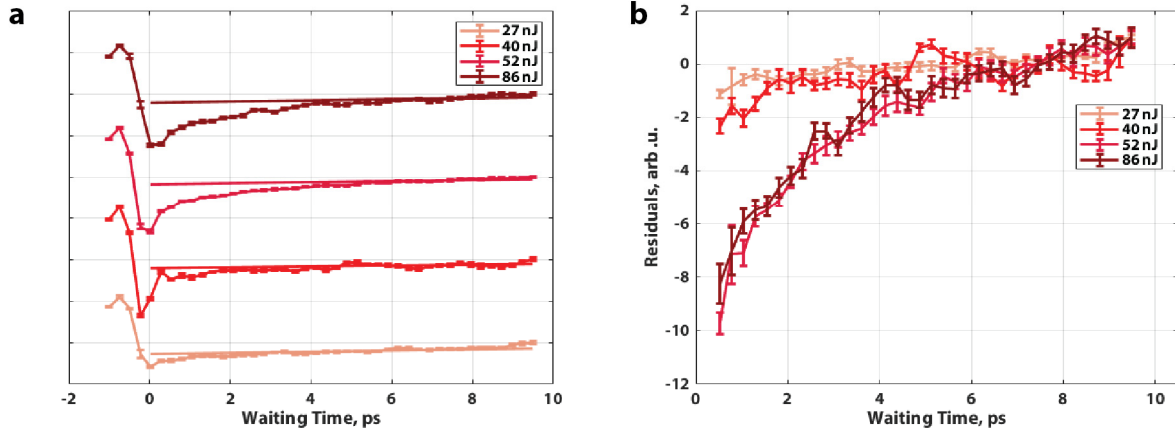 a
27 nJ
40 nJ
52 nJ
86 nJ
-2
0
2
4
6
8
10
Waiting Time, ps
b
2
0
-2
-4
-6
-8
-10
-12
Residuals, arb .u.
27 nJ
40 nJ
52 nJ
86 nJ
0
2
4
6
8
10
Waiting Time, ps